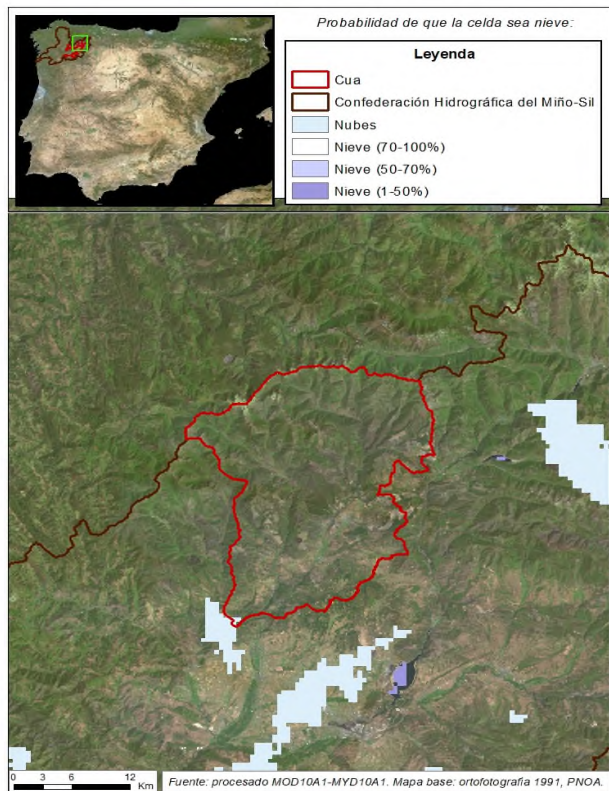 Probabilidad de que la celda sea nieve:
Leyenda
Cua
Confederación Hidrográfica del Miño-Sil
Nubes
Nieve (70-100%)
Nieve (50-70%)
Nieve (1-50%)
0 3 6 12
Km
Fuente: procesado MOD10A1-MYD10A1. Mapa base: ortofotografia 1991, PNOA.